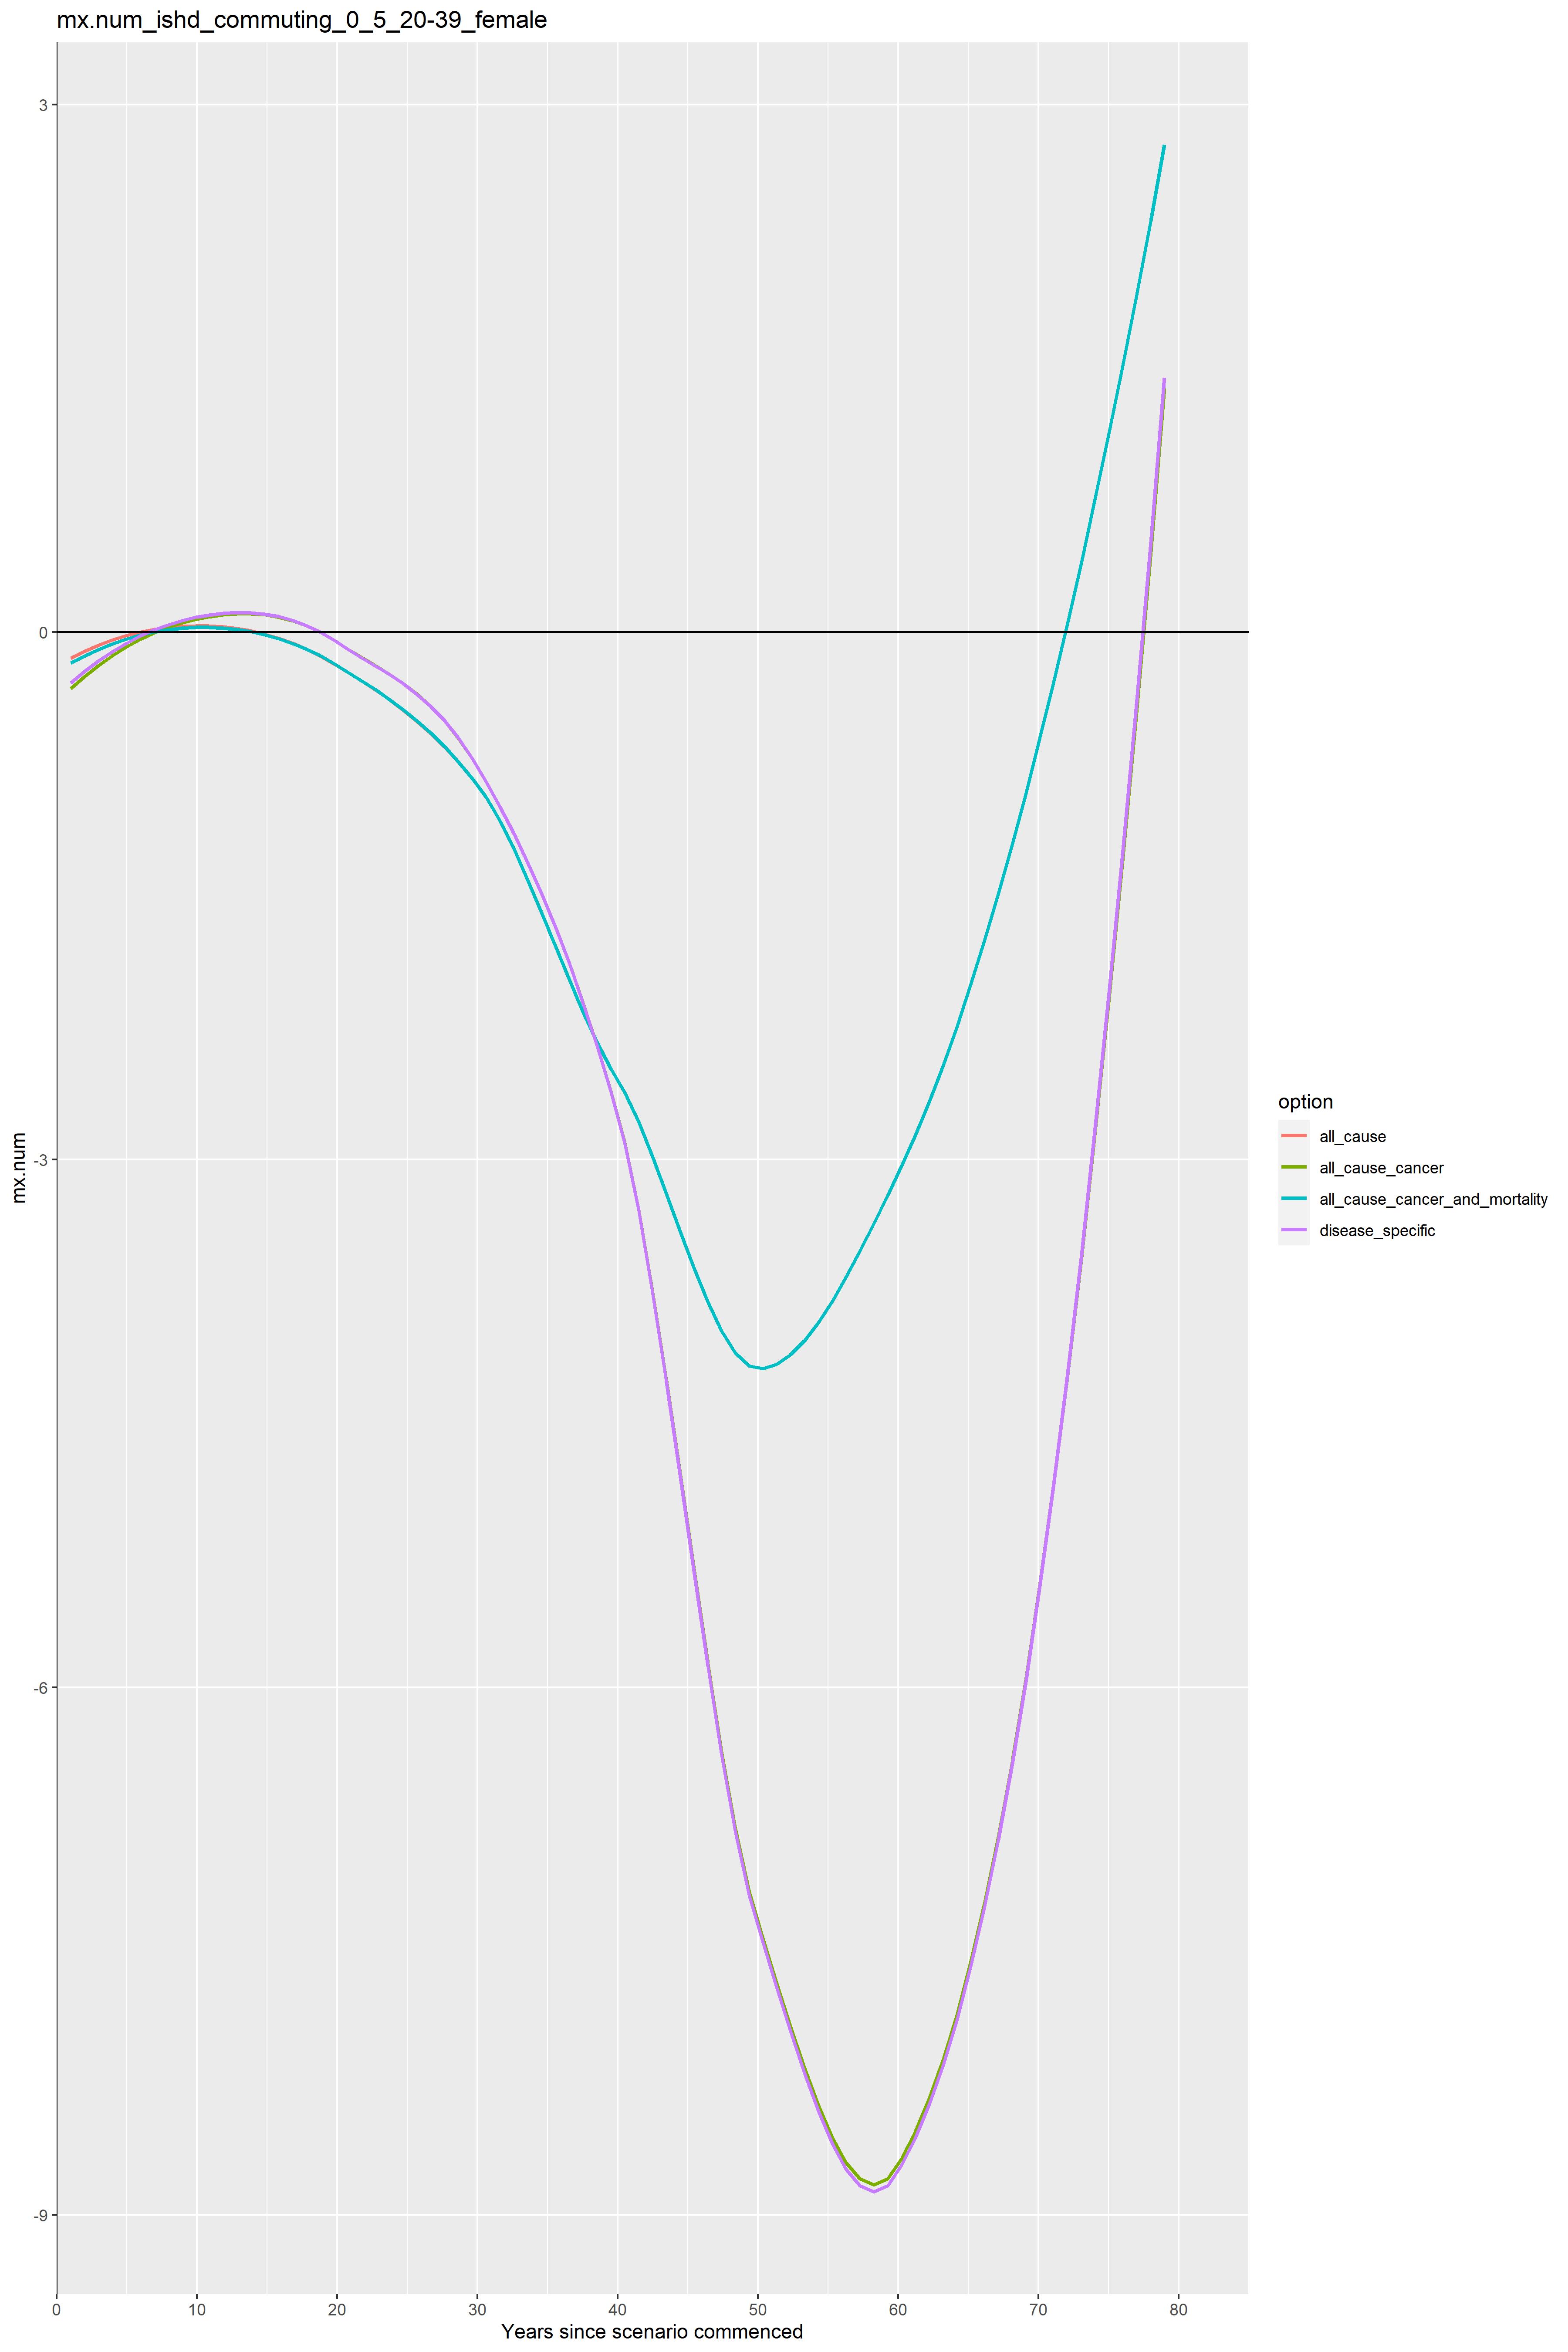 mx.num_ishd_commuting_0_5_20-39_female
3
0
-3
-6
-9
mx.num
0 10 20 30 40 50 60 70 80
Years since scenario commenced
option
all_cause
all_cause_cancer
all_cause_cancer_and_mortality
disease_specific